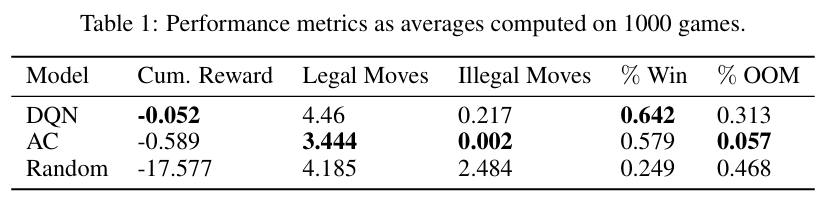 Table 1: Performance metrics as averages computed on 1000 games.
Model Cum. Reward Legal Moves Illegal Moves % Win % OOM
DQN -0.052 4.46 0.217 0.642 0.313
AC -0.589 3.444 0.002 0.579 0.057
Random -17.577 4.185 2.484 0.249 0.468